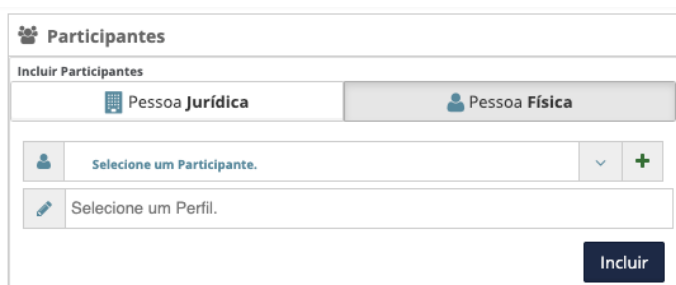 Participantes
Incluir Participantes
Pessoa Jurídica
Pessoa Física
Selecione um Participante.
Selecione um Perfil.
Incluir